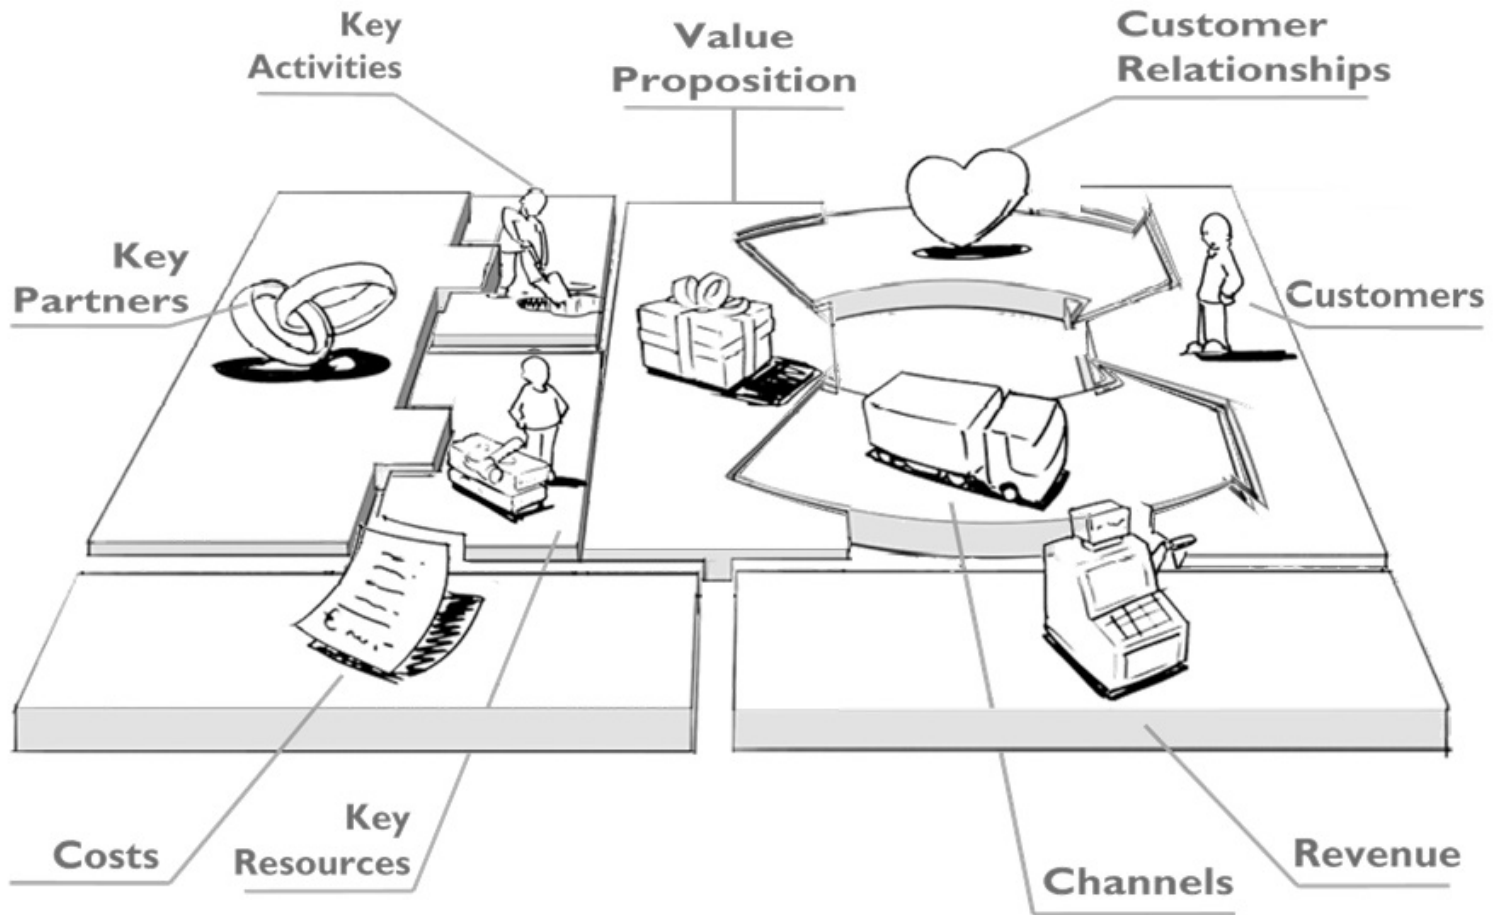 Key
Activities
Value
Proposition
Customer
Relationships
Key
Partners
Customers
Costs
Key
Resources
Channels
Revenue